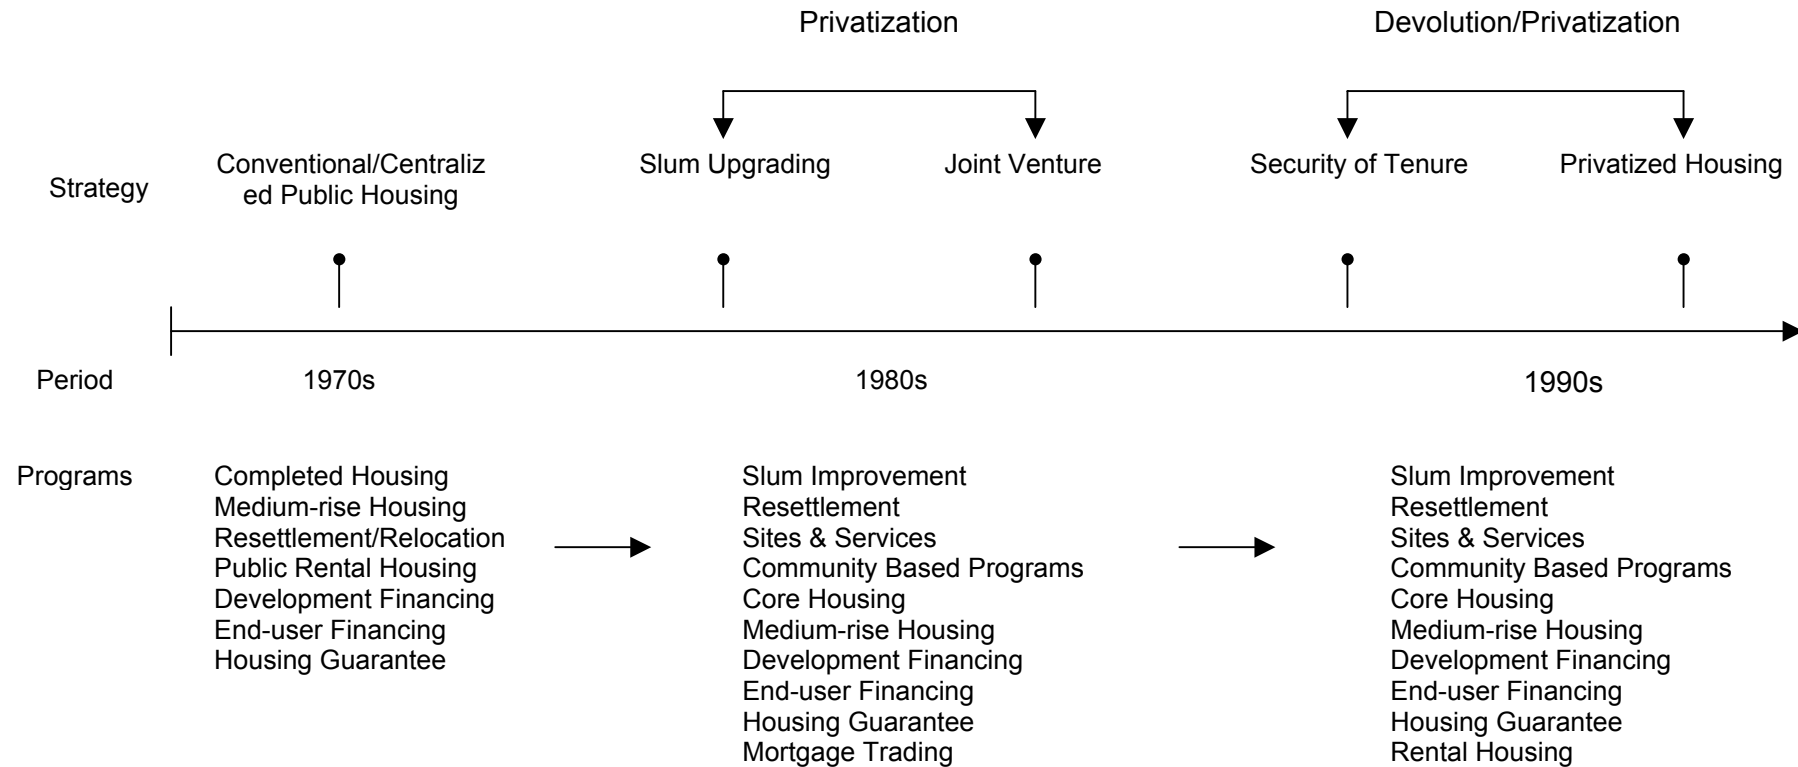 Privatization
Devolution/Privatization
Strategy
Conventional/Centraliz
ed Public Housing
Slum Upgrading
Joint Venture
Security of Tenure
Privatized Housing
Period
1970s
1980s
1990s
Programs
Completed Housing
Medium-rise Housing
Resettlement/Relocation
Public Rental Housing
Development Financing
End-user Financing
Housing Guarantee
Slum Improvement
Resettlement
Sites & Services
Community Based Programs
Core Housing
Medium-rise Housing
Development Financing
End-user Financing
Housing Guarantee
Mortgage Trading
Slum Improvement
Resettlement
Sites & Services
Community Based Programs
Core Housing
Medium-rise Housing
Development Financing
End-user Financing
Housing Guarantee
Rental Housing